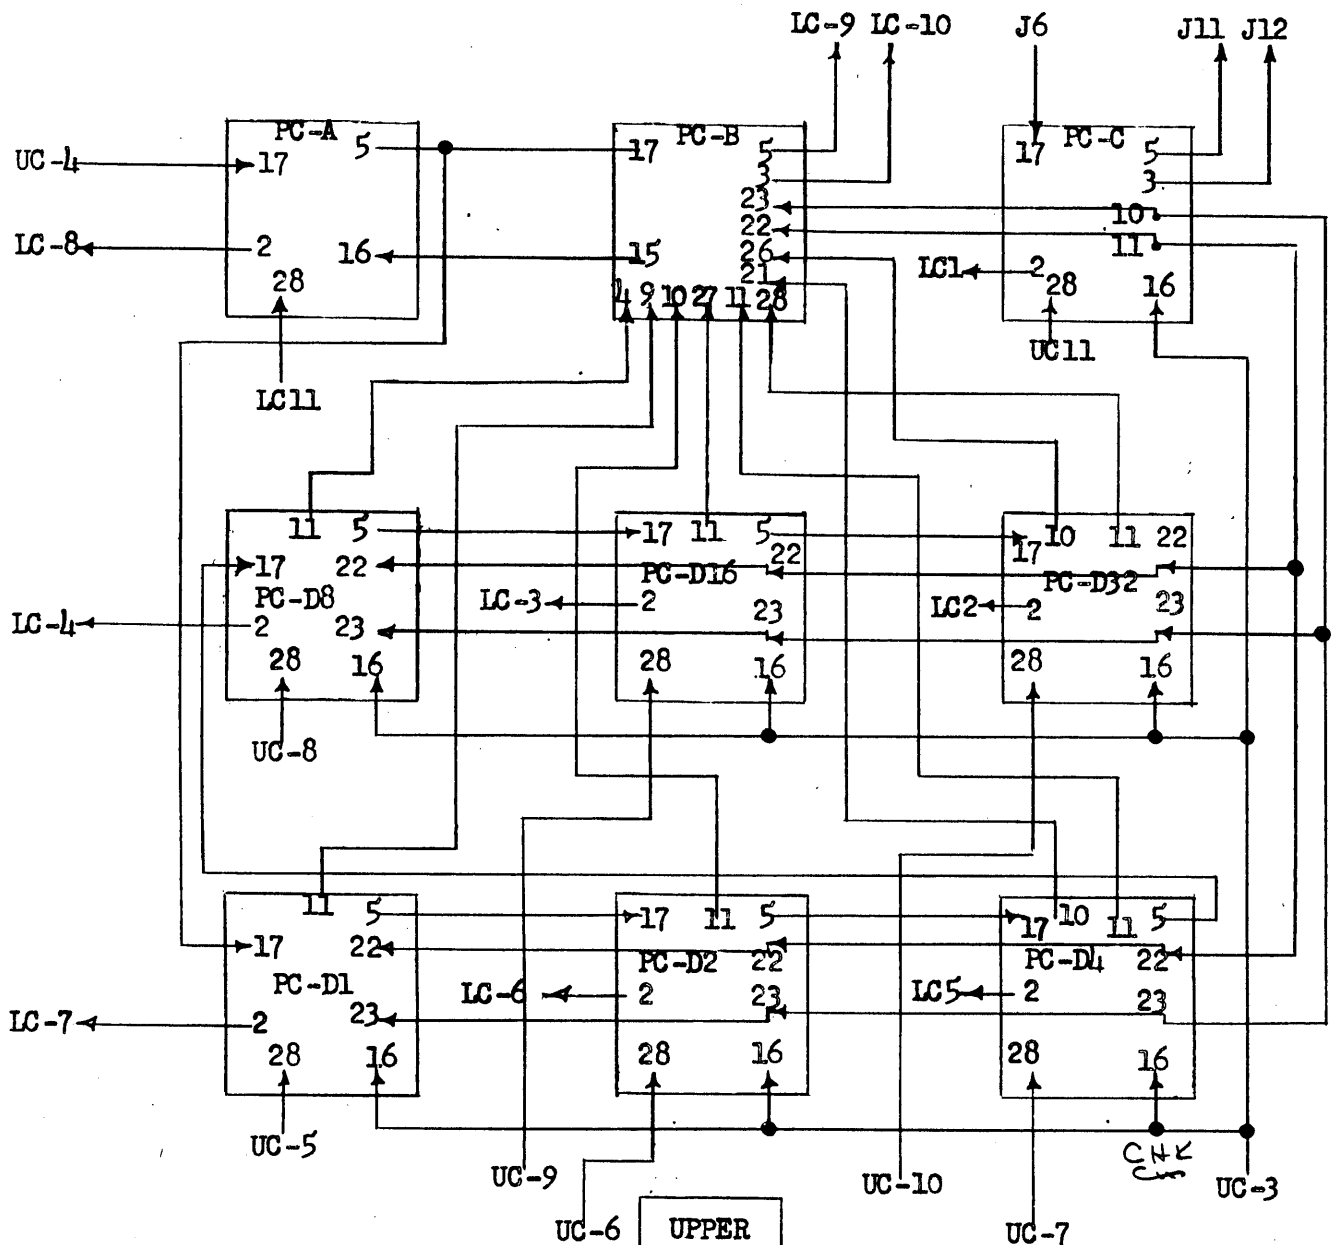 LC-9 LC-10 J6 J11 J12
PC-A PC-B PC-C
UC-4 17 5 17 5 17 5
3 3
23 10
22 11
LC-8 2 16 15 26 LC1 2
28 21 28 16
4 9 10 27 11 28
LC11 UC11
11 5 17 11 5 17 10 11 22
17 22 22
PC-D8 PC-D16 PC-D32
LC-4 2 23 LC-3 2 23 LC2 2 23
28 16 28 16 28 16
UC-8
11 5 17 11 5 17 10 11 5
17 22 PC-D2 22 PC-D4 22
PC-D1 LC-6 2 23 LC5 2 23
LC-7 2 23
28 16 28 16 28 16
UC-5 CHK
UC-9 UC-10 UC-3
UC-6 UPPER UC-7